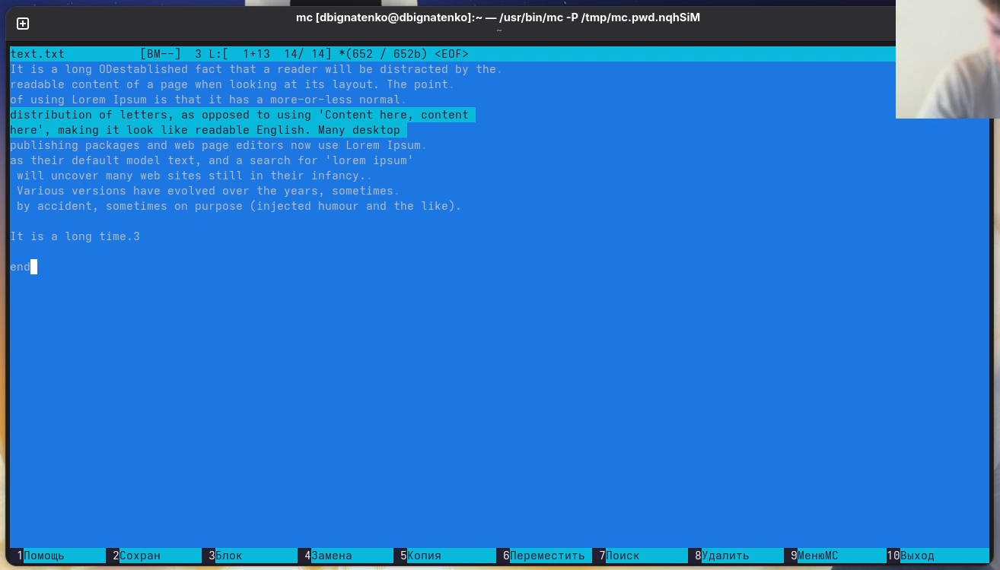 mc [dbignatenko@dbignatenko]:~ — /usr/bin/mc -P /tmp/mc.pwd.nqhSiM
~
text.txt [BM--] 3 L:[ 1+13 14/ 14] *(652 / 652b) <EOF>
It is a long ODestablished fact that a reader will be distracted by the.
readable content of a page when looking at its layout. The point.
of using Lorem Ipsum is that it has a more-or-less normal.
distribution of letters, as opposed to using 'Content here, content
here', making it look like readable English. Many desktop
publishing packages and web page editors now use Lorem Ipsum.
as their default model text, and a search for 'lorem ipsum'
will uncover many web sites still in their infancy..
Various versions have evolved over the years, sometimes.
by accident, sometimes on purpose (injected humour and the like).
It is a long time.3
end
1Помощь 2Сохран 3Блок 4Замена 5Копия 6Переместить 7Поиск 8Удалить 9МенюMC 10Выход